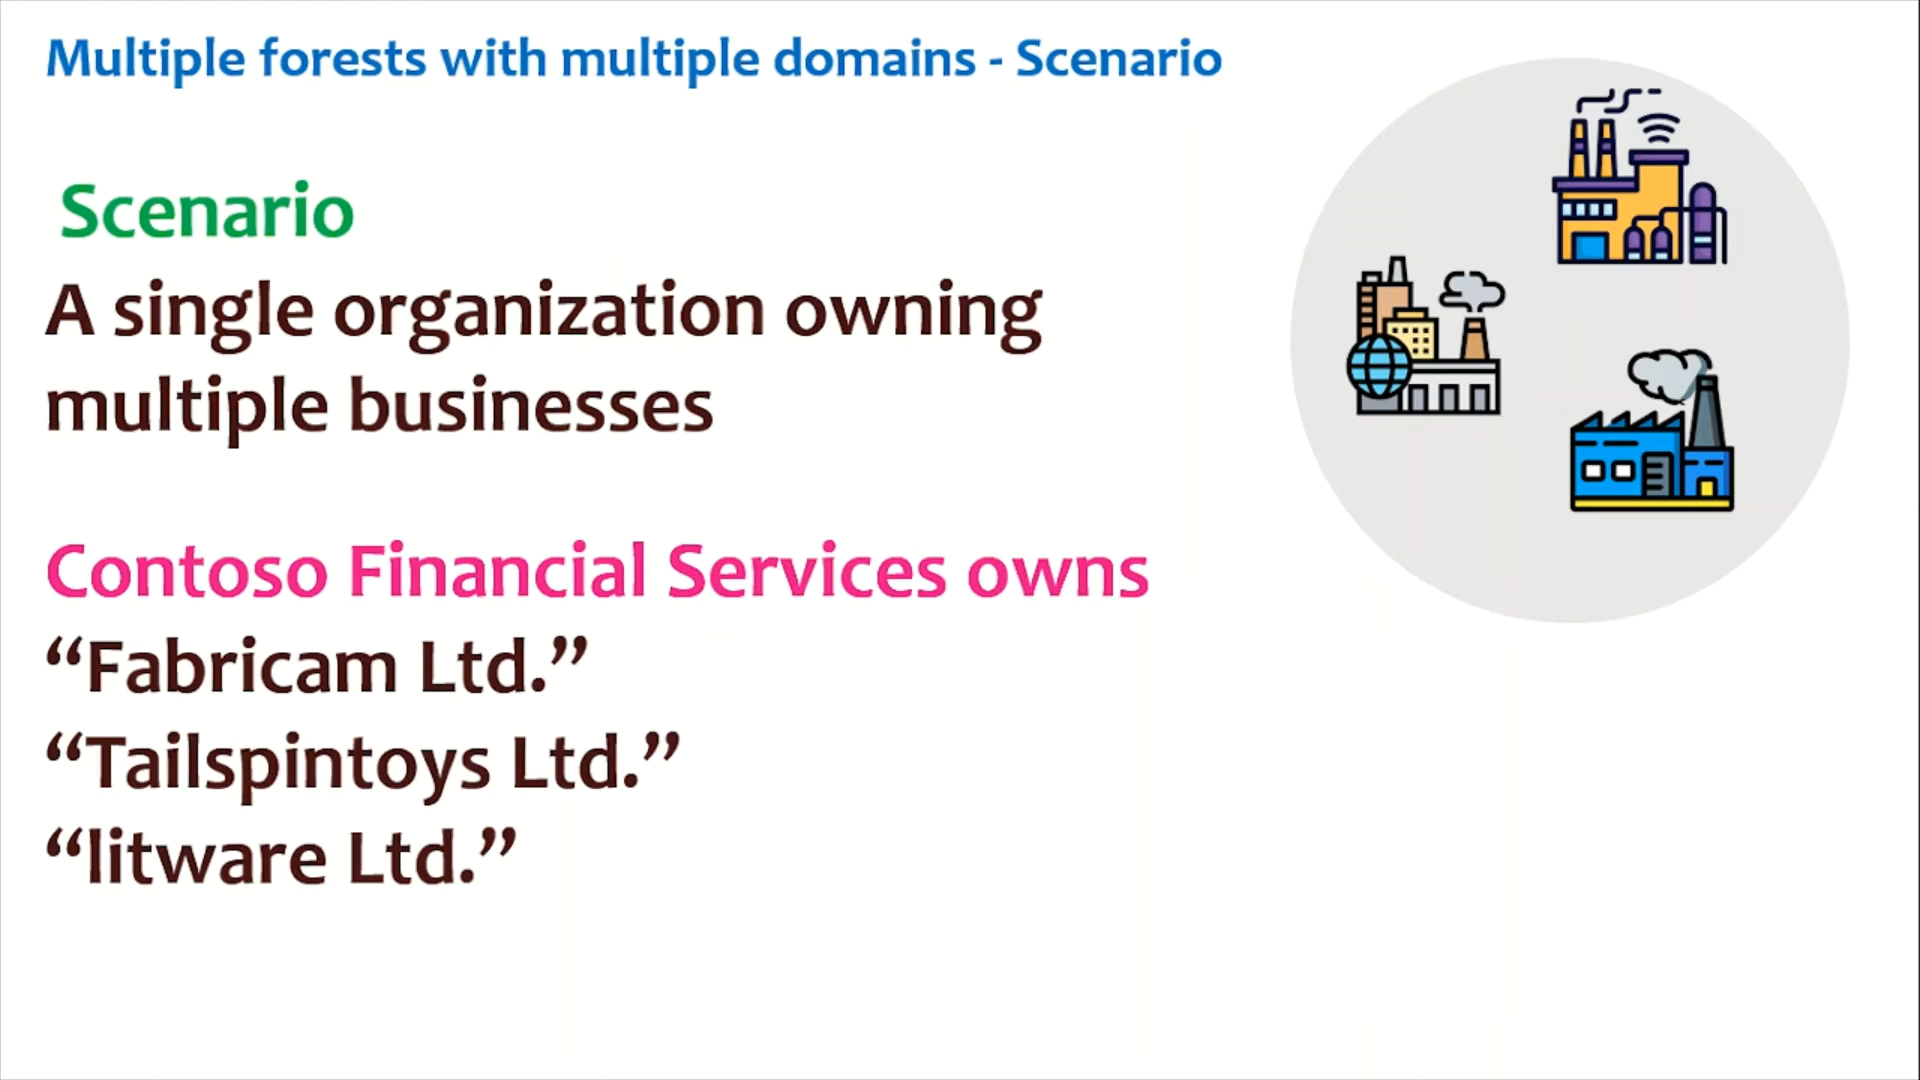 Multiple forests with multiple domains - Scenario
Scenario
A single organization owning
multiple businesses
Contoso Financial Services owns
“Fabricam Ltd.”
“Tailspintoys Ltd.”
“litware Ltd.”